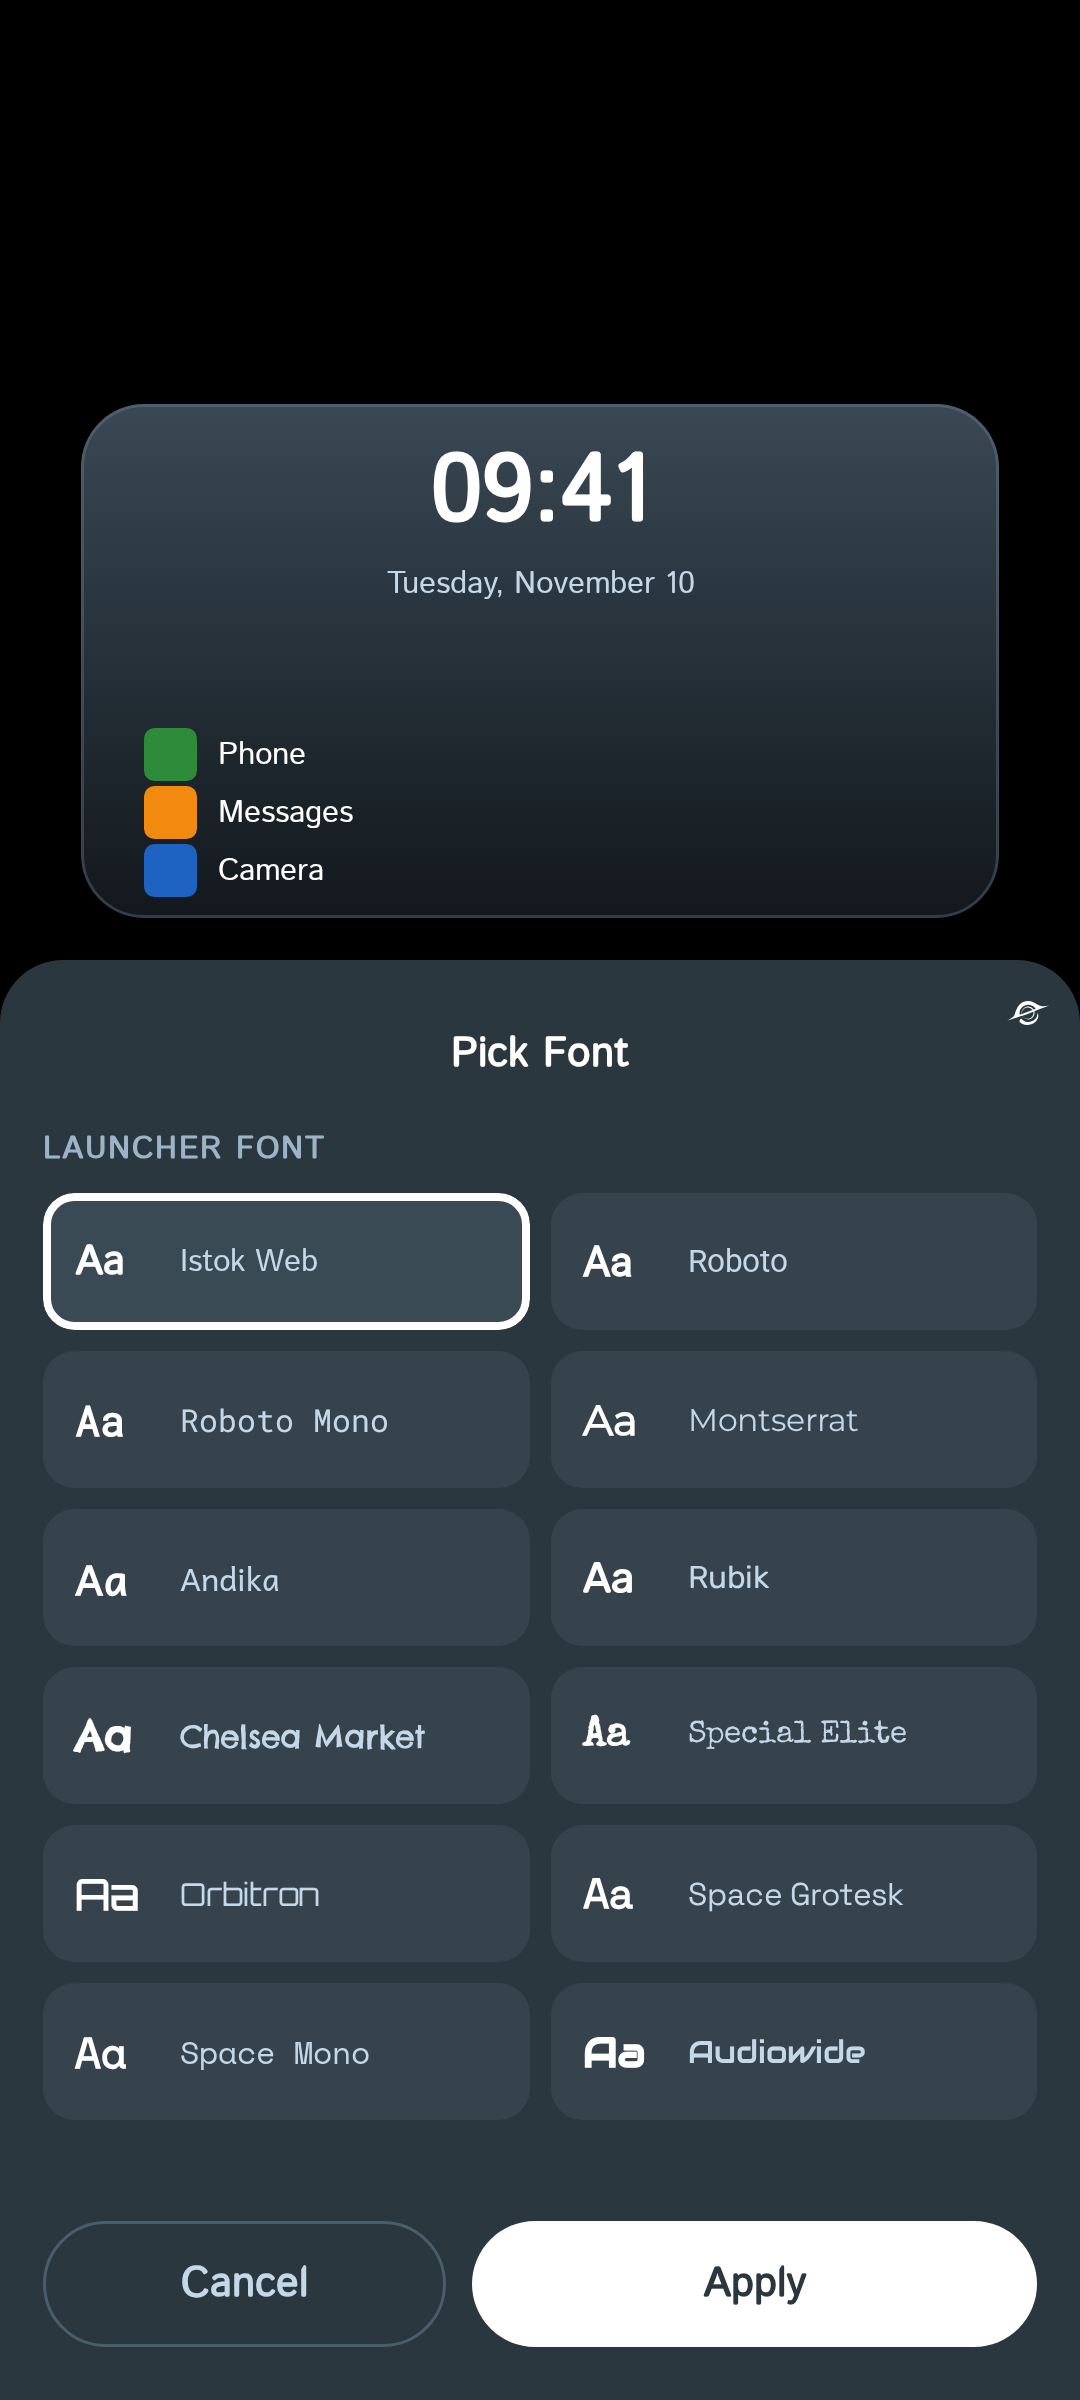 09:41
Tuesday, November 10
Phone
Messages
Camera
Pick Font
LAUNCHER FONT
Aa Istok Web
Aa Roboto
Aa Roboto Mono
Aa Montserrat
Aa Andika
Aa Rubik
Aa Chelsea Market
Aa Special Elite
Aa Orbitron
Aa Space Grotesk
Aa Space Mono
Aa Audiowide
Cancel
Apply